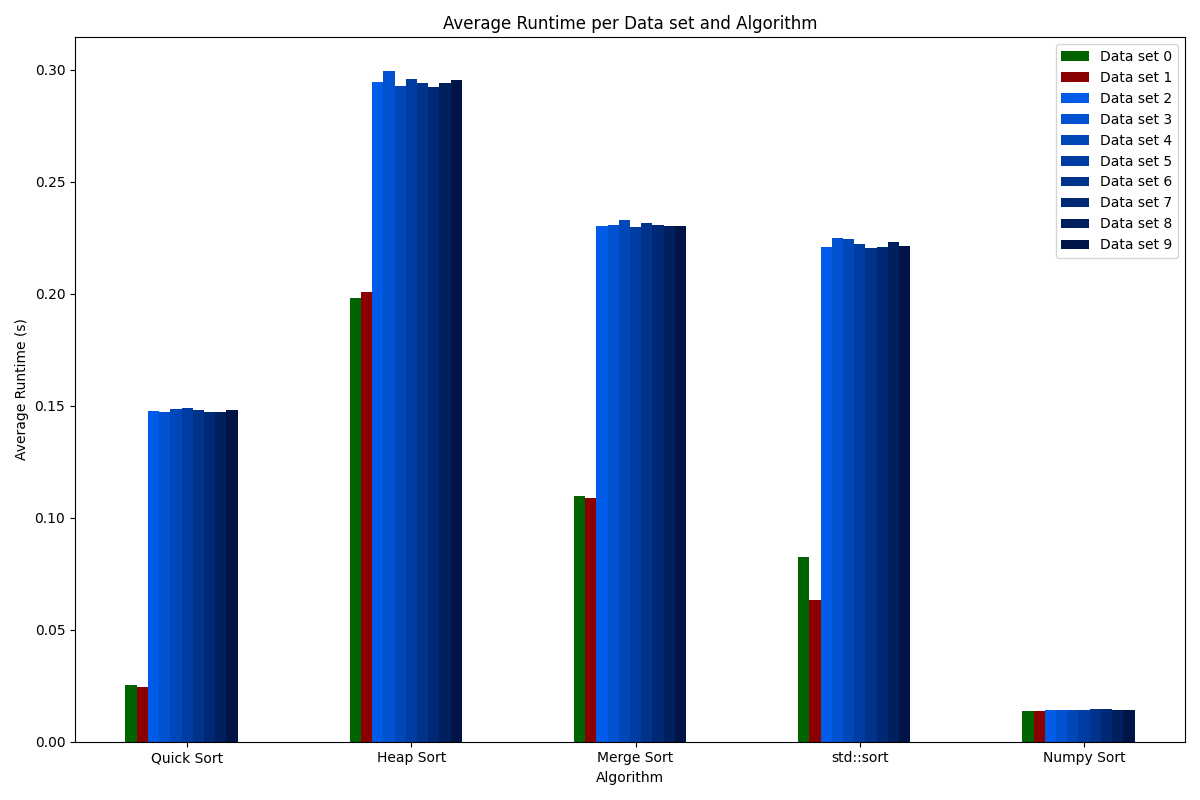 Average Runtime per Data set and Algorithm
Average Runtime (s)
0.30
0.25
0.20
0.15
0.10
0.05
0.00
Data set 0
Data set 1
Data set 2
Data set 3
Data set 4
Data set 5
Data set 6
Data set 7
Data set 8
Data set 9
Quick Sort
Heap Sort
Merge Sort
std::sort
Numpy Sort
Algorithm